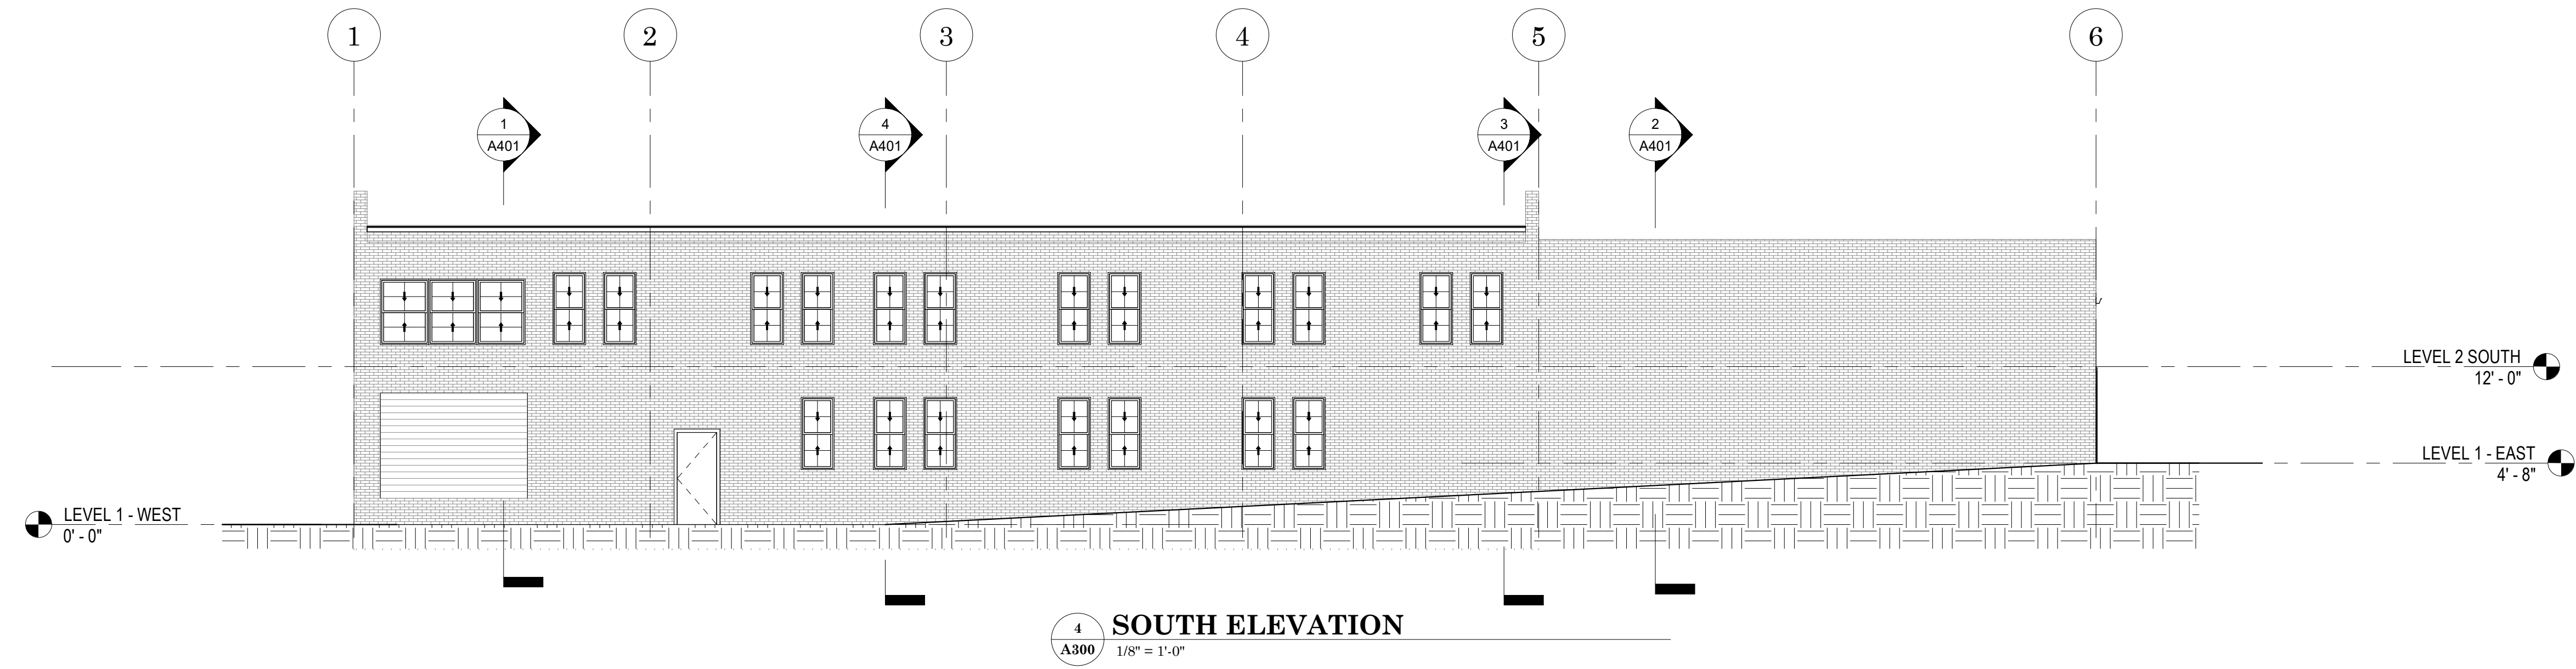 1 2 3 4 5 6
1
A401
4
A401
3
A401
2
A401
LEVEL 2 SOUTH
12' - 0"
LEVEL 1 - EAST
4' - 8"
LEVEL 1 - WEST
0' - 0"
4
A300
SOUTH ELEVATION
1/8" = 1'-0"